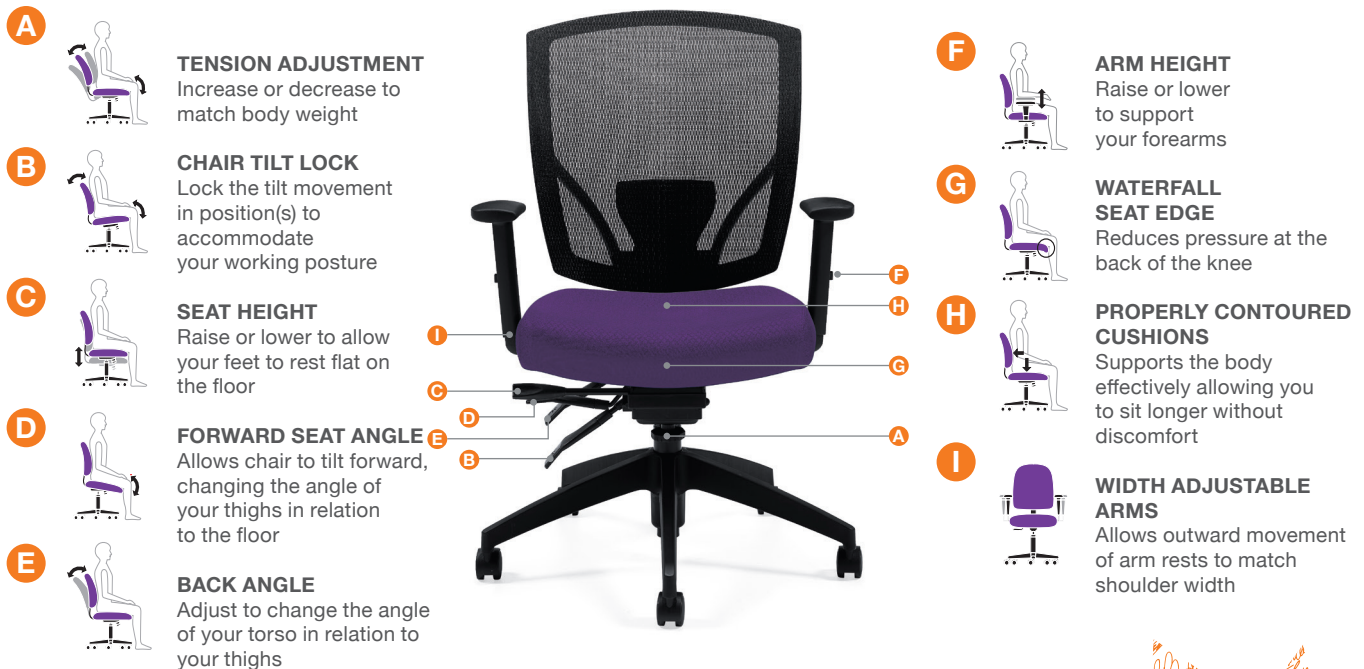 A
TENSION ADJUSTMENT
Increase or decrease to
match body weight
B
CHAIR TILT LOCK
Lock the tilt movement
in position(s) to
accommodate
your working posture
C
SEAT HEIGHT
Raise or lower to allow
your feet to rest flat on
the floor
D
FORWARD SEAT ANGLE
Allows chair to tilt forward,
changing the angle of
your thighs in relation
to the floor
E
BACK ANGLE
Adjust to change the angle
of your torso in relation to
your thighs
I
C
D
E
B
F
H
G
A
F
ARM HEIGHT
Raise or lower
to support
your forearms
G
WATERFALL
SEAT EDGE
Reduces pressure at the
back of the knee
H
PROPERLY CONTOURED
CUSHIONS
Supports the body
effectively allowing you
to sit longer without
discomfort
I
WIDTH ADJUSTABLE
ARMS
Allows outward movement
of arm rests to match
shoulder width